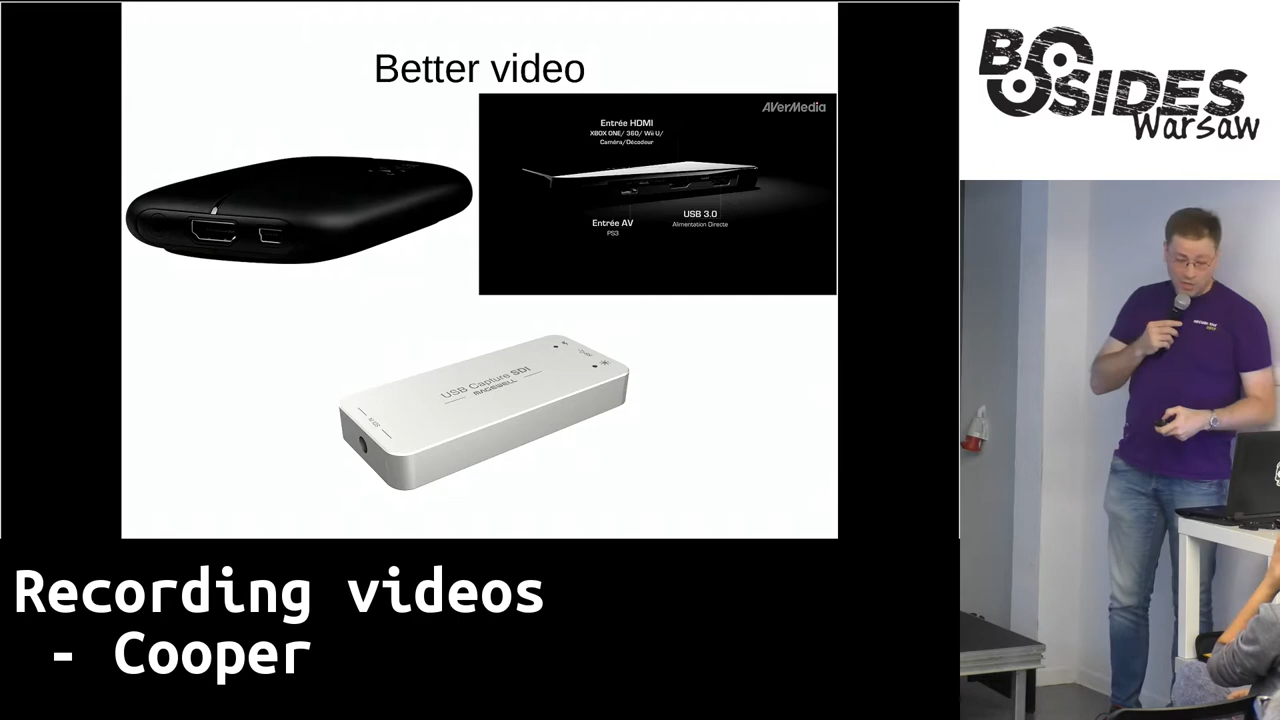 Better video
AVerMedia
Entrée HDMI
XBOX ONE/ 360/ Wii U/
Caméra/Décodeur
Entrée AV
PS3
USB 3.0
Alimentation Directe
USB Capture SDI
MAGEWELL
BSIDES
Warsaw
Recording videos
- Cooper